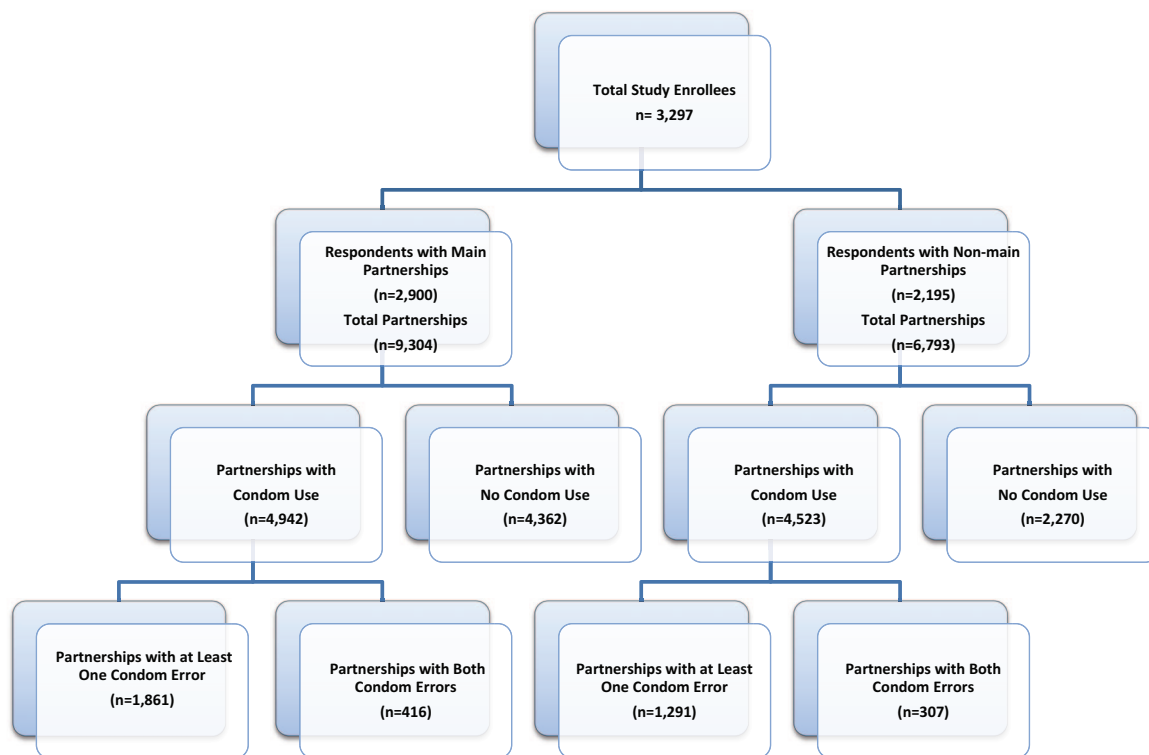 Total Study Enrollees
n= 3,297
Respondents with Main
Partnerships
(n=2,900)
Total Partnerships
(n=9,304)
Respondents with Non-main
Partnerships
(n=2,195)
Total Partnerships
(n=6,793)
Partnerships with
Condom Use
(n=4,942)
Partnerships with
No Condom Use
(n=4,362)
Partnerships with
Condom Use
(n=4,523)
Partnerships with
No Condom Use
(n=2,270)
Partnerships with at Least
One Condom Error
(n=1,861)
Partnerships with Both
Condom Errors
(n=416)
Partnerships with at Least
One Condom Error
(n=1,291)
Partnerships with Both
Condom Errors
(n=307)